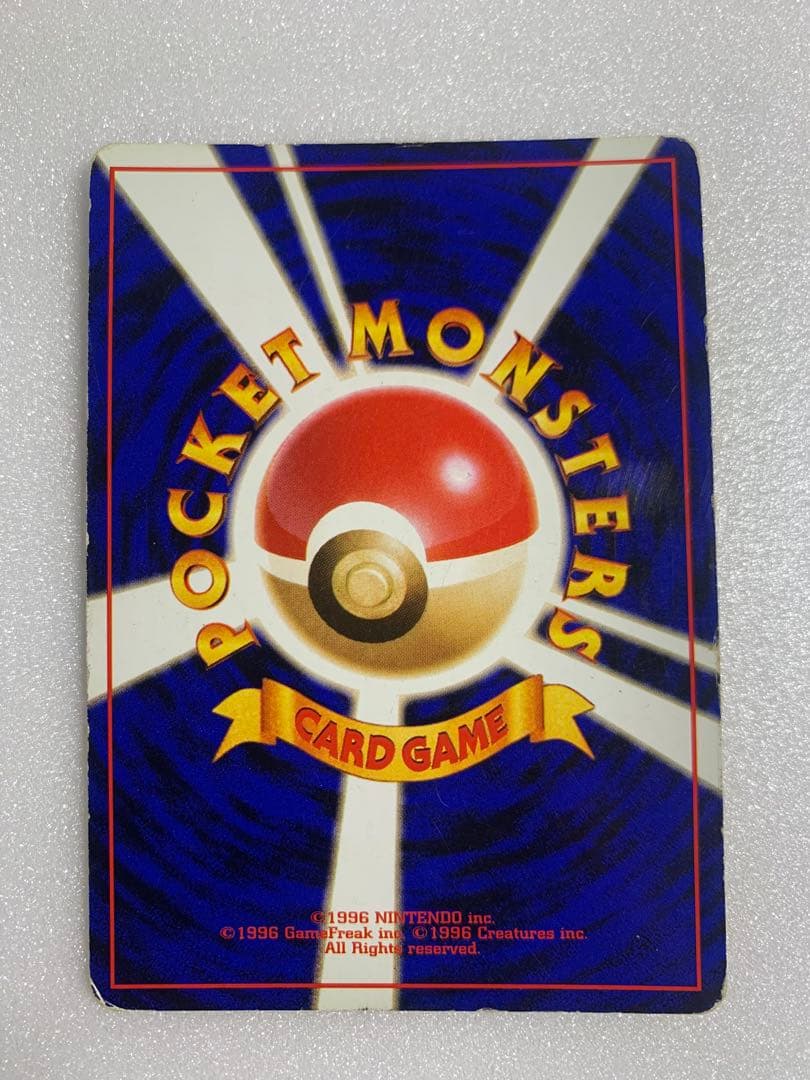 POCKET MONSTERS
CARD GAME
©1996 NINTENDO inc.
©1996 GameFreak inc. ©1996 Creatures inc.
All Rights reserved.